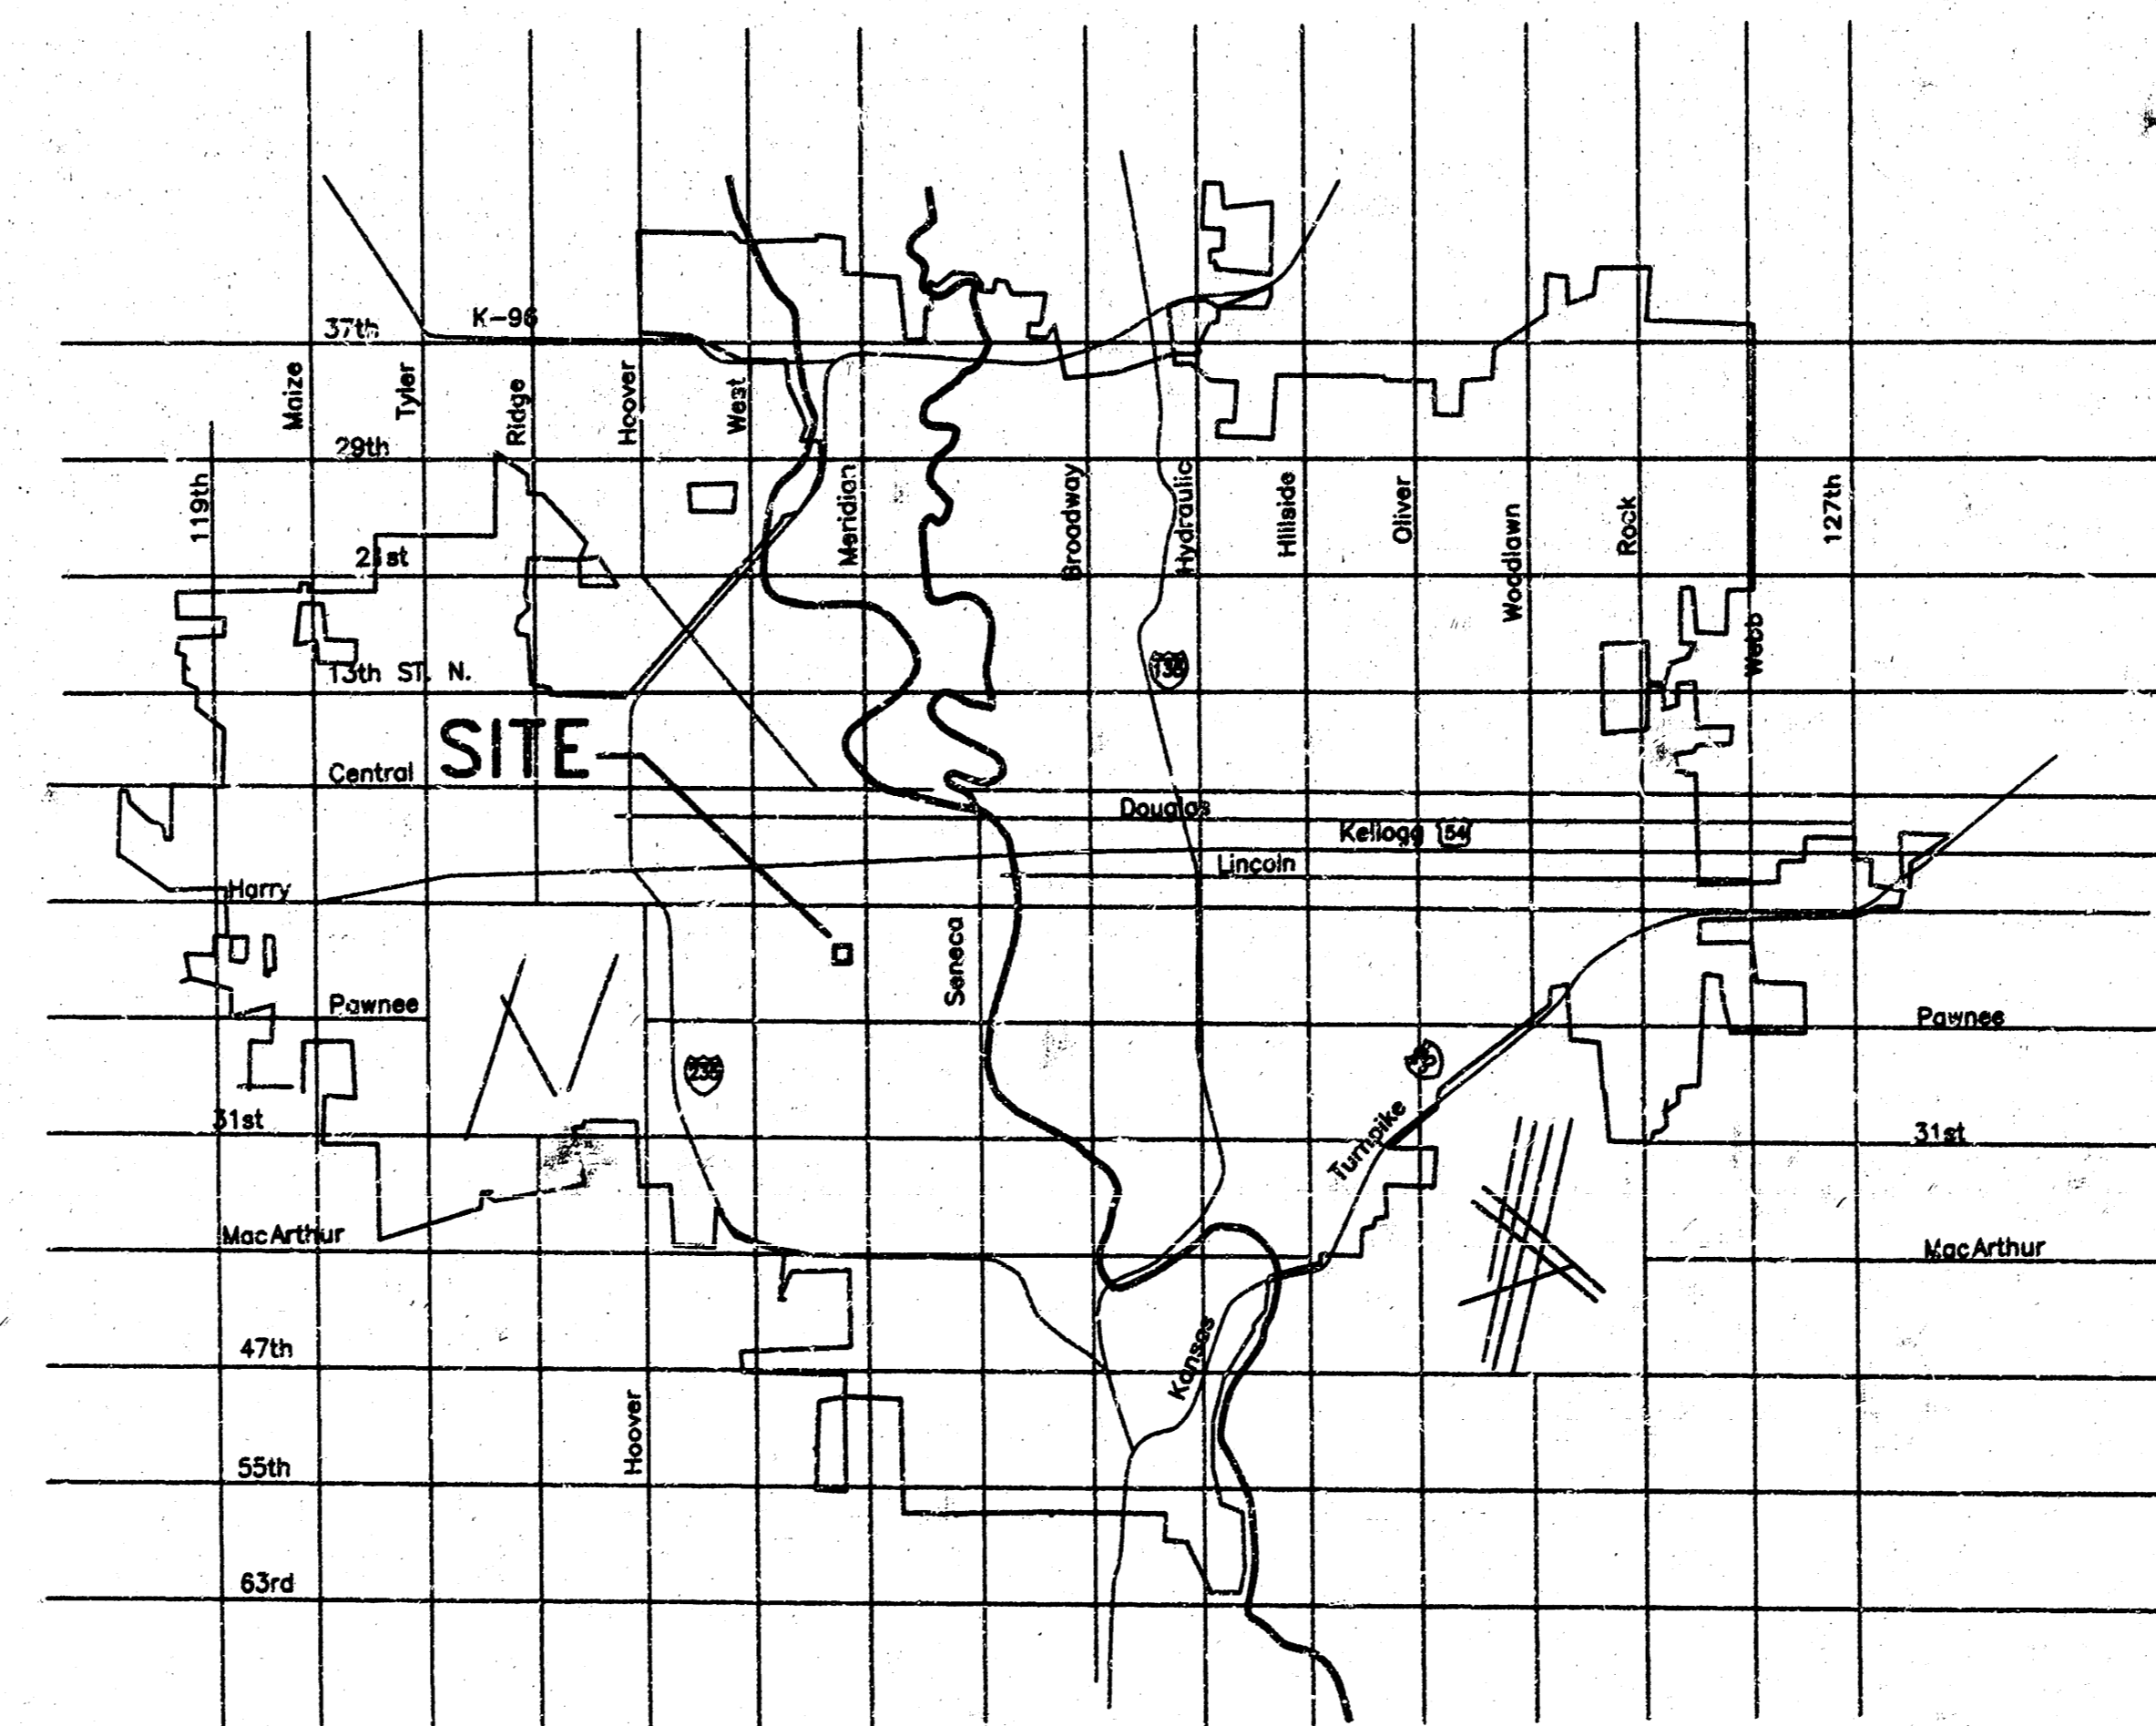 K-96
37th
Maize
Tyler
Ridge
Hoover
West
29th
119th
Meridian
Broadway
Hydraulic
Hillside
Oliver
Woodlawn
Rock
127th
21st
Webb
13th ST. N.
SITE
Central
Douglas
Kellogg 54
Lincoln
Harry
Seneca
Pawnee
Pawnee
235
31st
Turnpike
31st
MacArthur
MacArthur
Kansas
47th
Hoover
55th
63rd